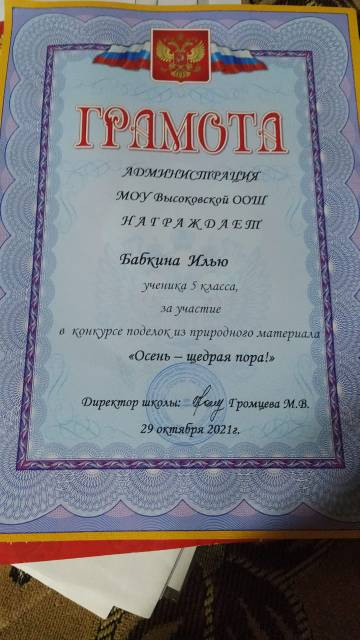 ГРАМОТА
АДМИНИСТРАЦИЯ
МОУ Высоковской ООШ
НАГРАЖДАЕТ
Бабкина Илью
ученика 5 класса,
за участие
в конкурсе поделок из природного материала
«Осень – щедрая пора!»
Директор школы: Громцева М.В.
29 октября 2021г.